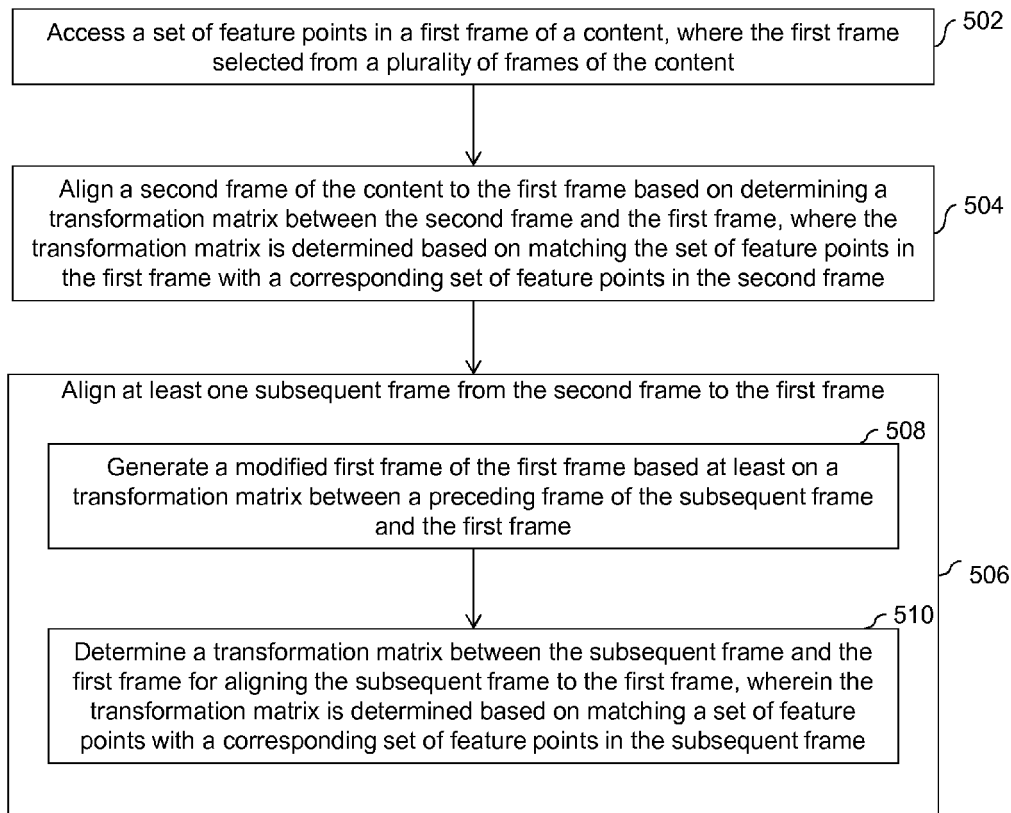 Access a set of feature points in a first frame of a content, where the first frame
selected from a plurality of frames of the content
502
Align a second frame of the content to the first frame based on determining a
transformation matrix between the second frame and the first frame, where the
transformation matrix is determined based on matching the set of feature points in
the first frame with a corresponding set of feature points in the second frame
504
Align at least one subsequent frame from the second frame to the first frame
508
Generate a modified first frame of the first frame based at least on a
transformation matrix between a preceding frame of the subsequent frame
and the first frame
506
510
Determine a transformation matrix between the subsequent frame and the
first frame for aligning the subsequent frame to the first frame, wherein the
transformation matrix is determined based on matching a set of feature
points with a corresponding set of feature points in the subsequent frame